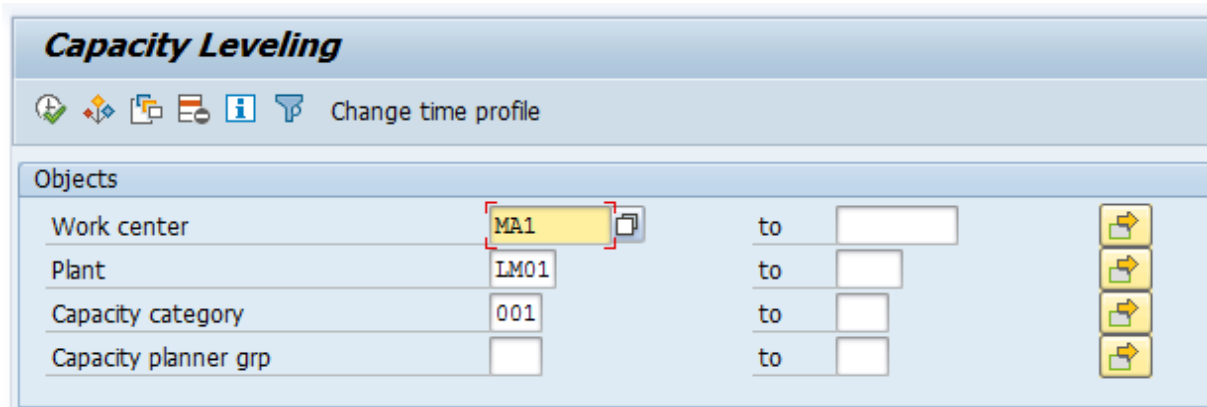 Capacity Leveling
Change time profile
Objects
Work center MA1 to
Plant LM01 to
Capacity category 001 to
Capacity planner grp to